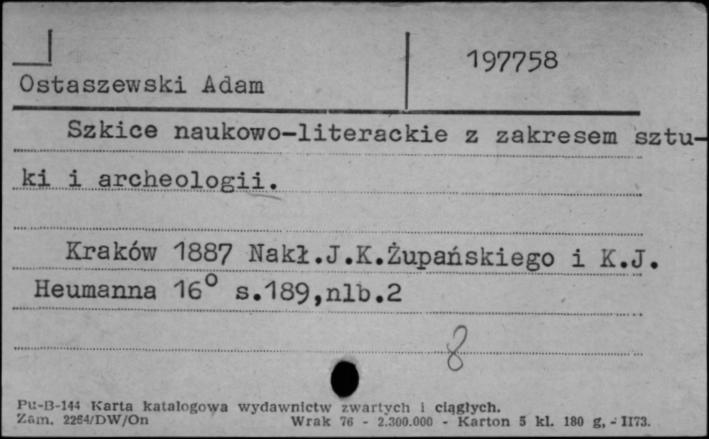 197758
Ostaszewski Adam
Szkice naukowo-literackie z zakresem sztu-
ki i archeologii.
Kraków 1887 Nakł.J.K.Żupańskiego i K.J.
Heumanna 16° s.189,nlb.2
8
Pu-B-144 Karta katalogowa wydawnictw zwartych i ciągłych.
Zam. 2264/DW/On Wrak 76 - 2.300.000 - Karton 5 kl. 180 g, - II73.